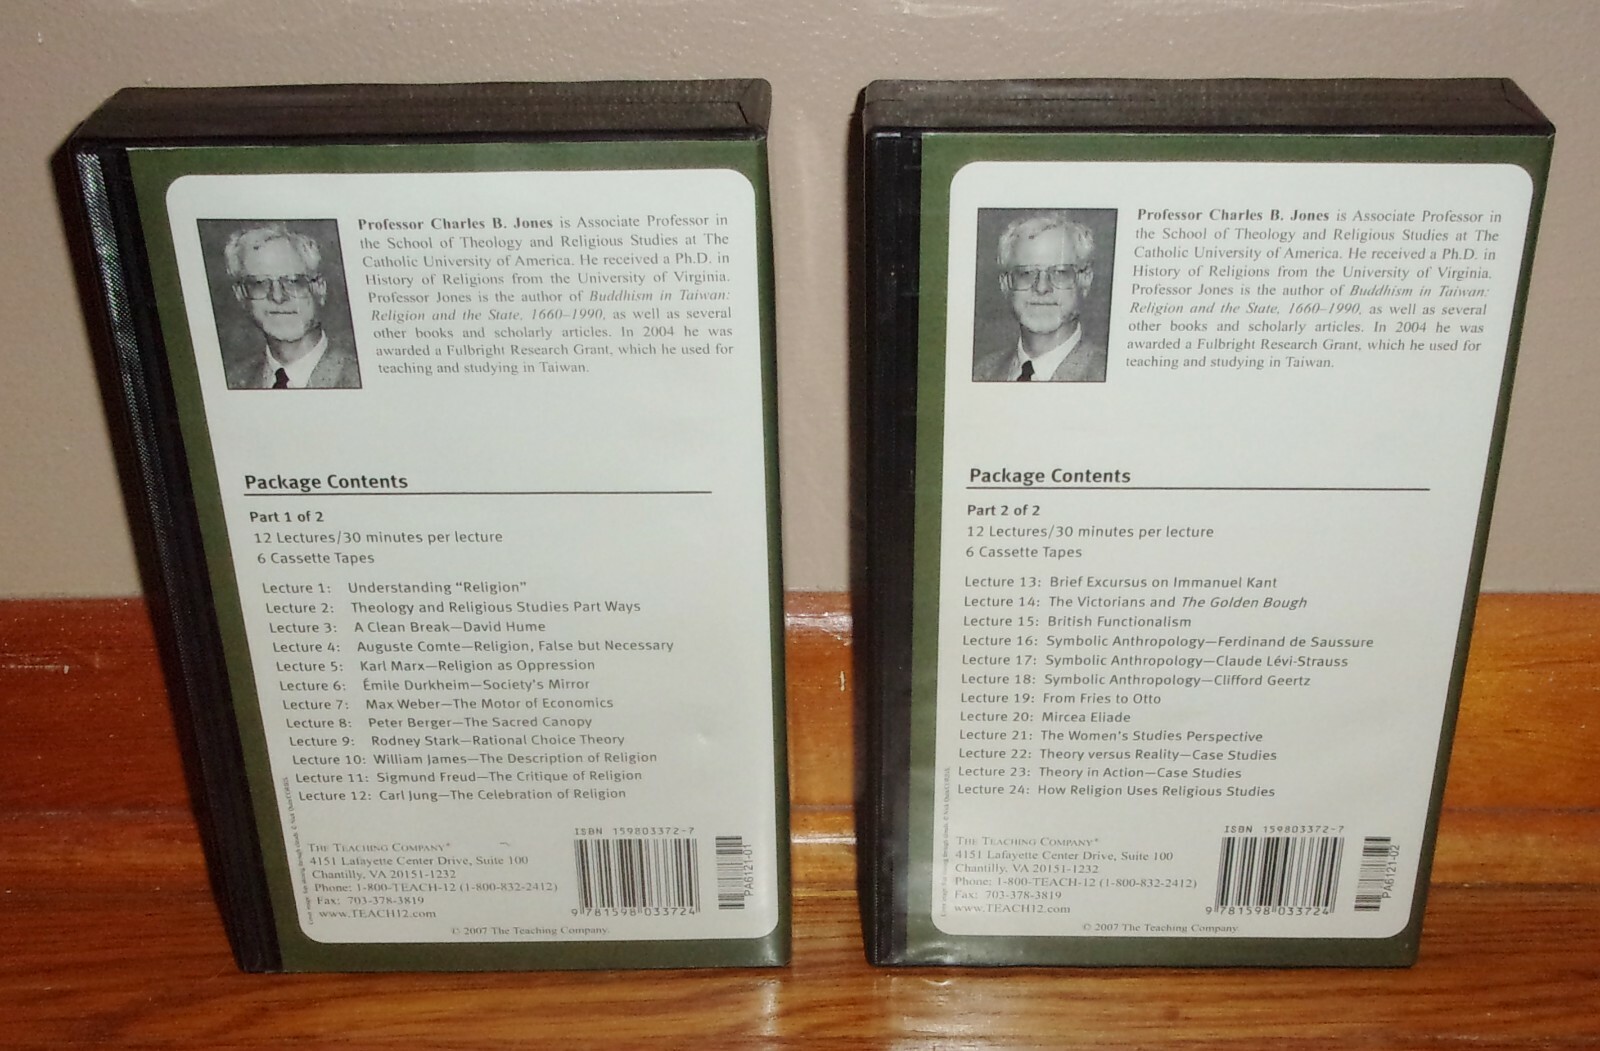 Professor Charles B. Jones is Associate Professor in
the School of Theology and Religious Studies at The
Catholic University of America. He received a Ph.D. in
History of Religions from the University of Virginia.
Professor Jones is the author of Buddhism in Taiwan:
Religion and the State, 1660–1990, as well as several
other books and scholarly articles. In 2004 he was
awarded a Fulbright Research Grant, which he used for
teaching and studying in Taiwan.
Package Contents
Part 1 of 2
12 Lectures/30 minutes per lecture
6 Cassette Tapes
Lecture 1: Understanding "Religion"
Lecture 2: Theology and Religious Studies Part Ways
Lecture 3: A Clean Break—David Hume
Lecture 4: Auguste Comte—Religion, False but Necessary
Lecture 5: Karl Marx—Religion as Oppression
Lecture 6: Émile Durkheim—Society's Mirror
Lecture 7: Max Weber—The Motor of Economics
Lecture 8: Peter Berger—The Sacred Canopy
Lecture 9: Rodney Stark—Rational Choice Theory
Lecture 10: William James—The Description of Religion
Lecture 11: Sigmund Freud—The Critique of Religion
Lecture 12: Carl Jung—The Celebration of Religion
THE TEACHING COMPANY®
4151 Lafayette Center Drive, Suite 100
Chantilly, VA 20151-1232
Phone: 1-800-TEACH-12 (1-800-832-2412)
Fax: 703-378-3819
www.TEACH12.com
ISBN 159803372-7
9 781598 033724
PA6121-01
© 2007 The Teaching Company.
Professor Charles B. Jones is Associate Professor in
the School of Theology and Religious Studies at The
Catholic University of America. He received a Ph.D. in
History of Religions from the University of Virginia.
Professor Jones is the author of Buddhism in Taiwan:
Religion and the State, 1660–1990, as well as several
other books and scholarly articles. In 2004 he was
awarded a Fulbright Research Grant, which he used for
teaching and studying in Taiwan.
Package Contents
Part 2 of 2
12 Lectures/30 minutes per lecture
6 Cassette Tapes
Lecture 13: Brief Excursus on Immanuel Kant
Lecture 14: The Victorians and The Golden Bough
Lecture 15: British Functionalism
Lecture 16: Symbolic Anthropology—Ferdinand de Saussure
Lecture 17: Symbolic Anthropology—Claude Lévi-Strauss
Lecture 18: Symbolic Anthropology—Clifford Geertz
Lecture 19: From Fries to Otto
Lecture 20: Mircea Eliade
Lecture 21: The Women's Studies Perspective
Lecture 22: Theory versus Reality—Case Studies
Lecture 23: Theory in Action—Case Studies
Lecture 24: How Religion Uses Religious Studies
THE TEACHING COMPANY®
4151 Lafayette Center Drive, Suite 100
Chantilly, VA 20151-1232
Phone: 1-800-TEACH-12 (1-800-832-2412)
Fax: 703-378-3819
www.TEACH12.com
ISBN 159803372-7
9 781598 033724
PA6121-02
© 2007 The Teaching Company.